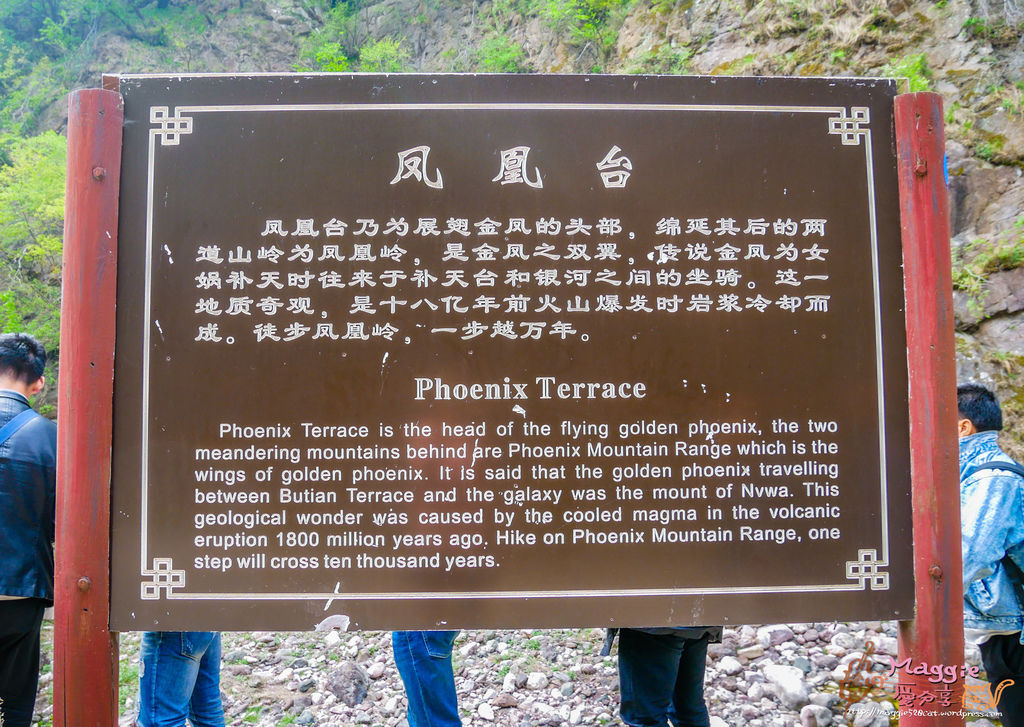 凤凰台
凤凰台乃为展翅金凤的头部，绵延其后的两
道山岭为凤凰岭，是金凤之双翼，传说金凤为女
娲补天时往来于补天台和银河之间的坐骑。这一
地质奇观，是十八亿年前火山爆发时岩浆冷却而
成。徒步凤凰岭，一步越万年。
Phoenix Terrace
Phoenix Terrace is the head of the flying golden phoenix, the two
meandering mountains behind are Phoenix Mountain Range which is the
wings of golden phoenix. It is said that the golden phoenix travelling
between Butian Terrace and the galaxy was the mount of Nvwa. This
geological wonder was caused by the cooled magma in the volcanic
eruption 1800 million years ago. Hike on Phoenix Mountain Range, one
step will cross ten thousand years.
Maggie
http://maggie528cat.wordpress.com